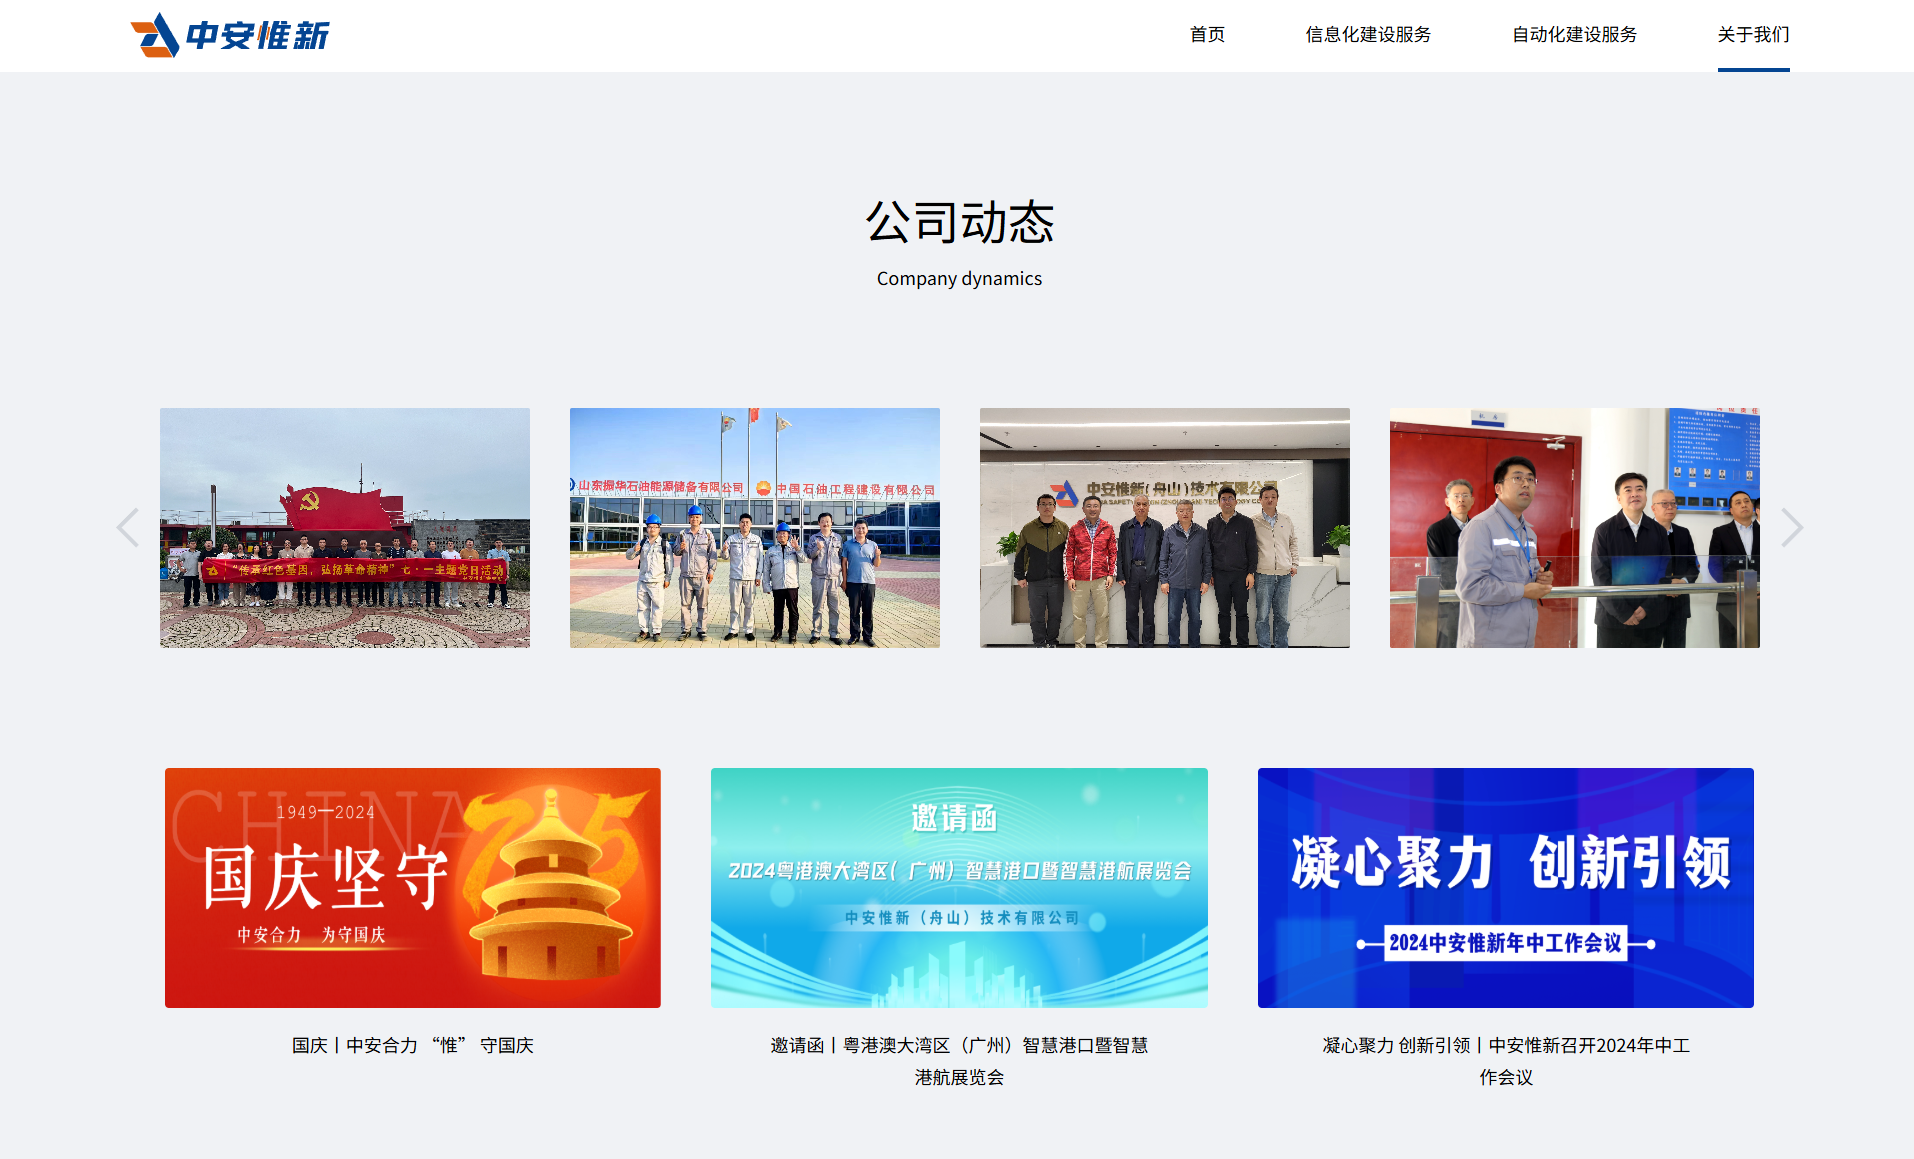 中安惟新
首页
信息化建设服务
自动化建设服务
关于我们
公司动态
Company dynamics
“传承红色基因，弘扬革命精神”七·一主题党日活动
山东振华石油能源储备有限公司
中国石油工程建设有限公司
中安惟新(舟山)技术有限公司
CHINA
1949—2024
75
国庆坚守
中安合力 为守国庆
邀请函
2024粤港澳大湾区(广州)智慧港口暨智慧港航展览会
中安惟新（舟山）技术有限公司
凝心聚力 创新引领
2024中安惟新年中工作会议
国庆丨中安合力 “惟” 守国庆
邀请函丨粤港澳大湾区（广州）智慧港口暨智慧
港航展览会
凝心聚力 创新引领丨中安惟新召开2024年中工
作会议